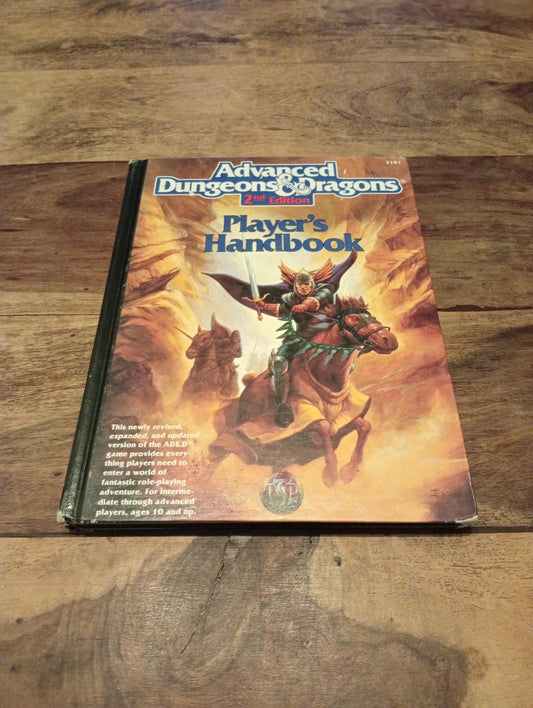 2101
Advanced
Dungeons & Dragons®
2nd Edition
Player's
Handbook
This newly revised,
expanded, and updated
version of the AD&D®
game provides every-
thing players need to
enter a world of
fantastic role-playing
adventure. For interme-
diate through advanced
players, ages 10 and up.